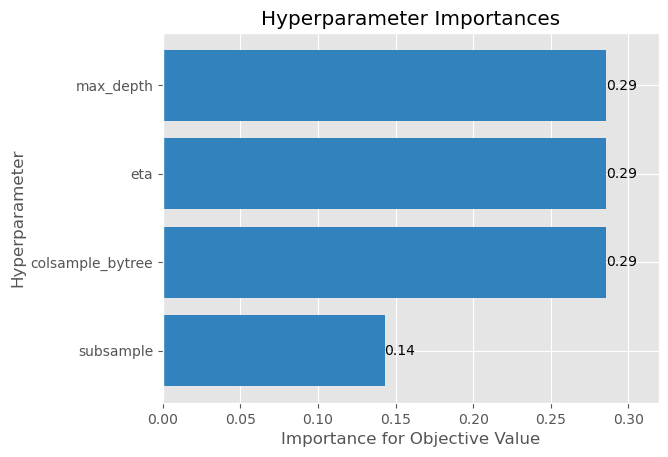 Hyperparameter Importances
Hyperparameter
max_depth
0.29
eta
0.29
colsample_bytree
0.29
subsample
0.14
0.00 0.05 0.10 0.15 0.20 0.25 0.30
Importance for Objective Value